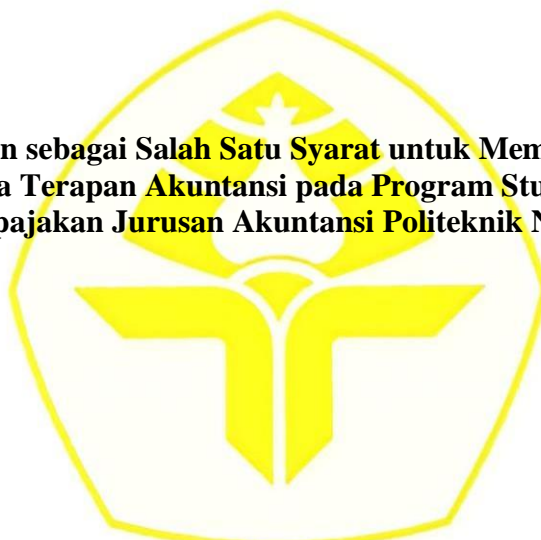 n sebagai Salah Satu Syarat untuk Mem
a Terapan Akuntansi pada Program Stu
pajakan Jurusan Akuntansi Politeknik N